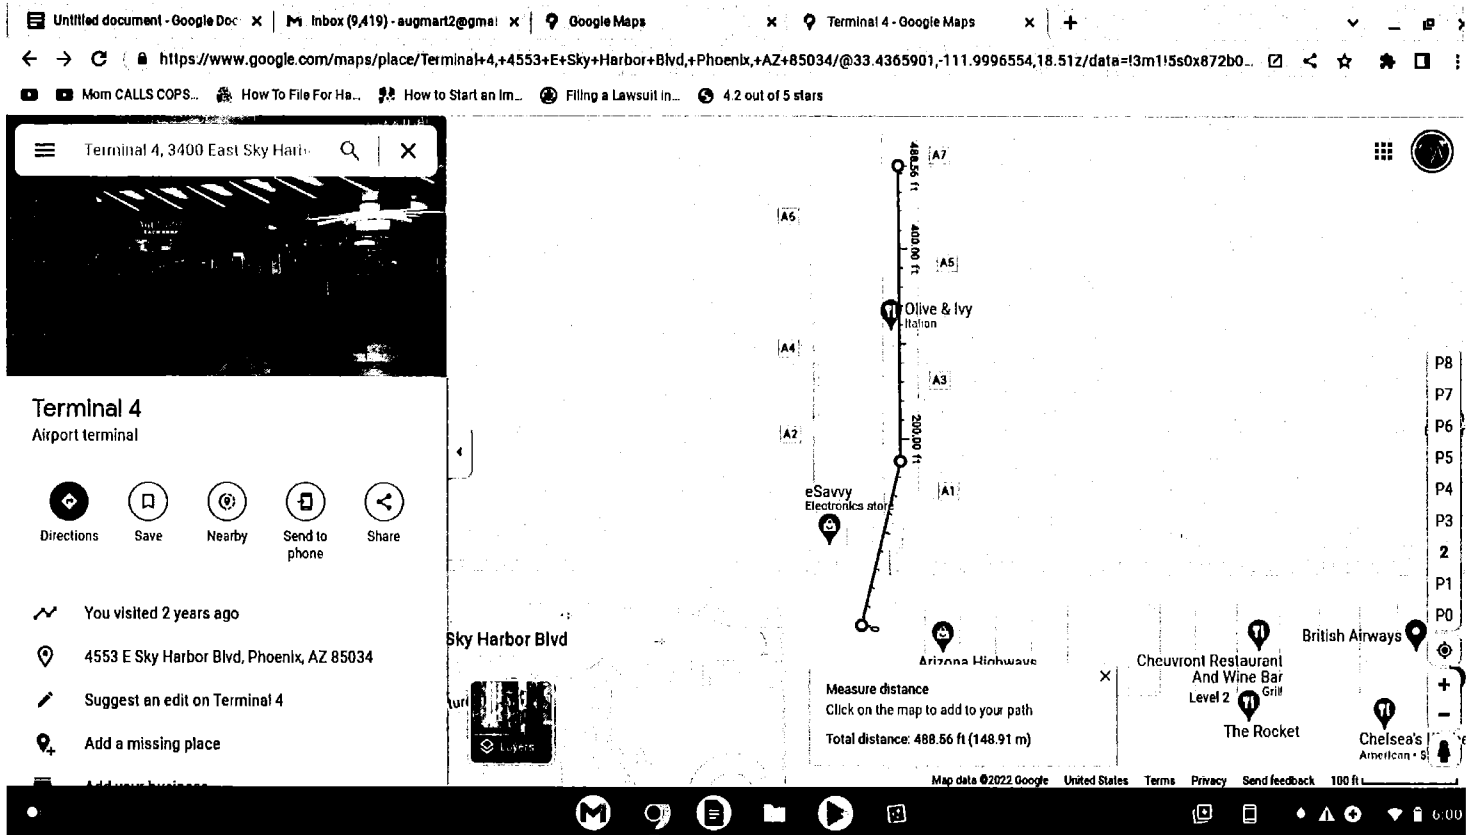 Untitled document - Google Doc
Inbox (9,419) - augmart2@gmai
Google Maps
Terminal 4 - Google Maps
https://www.google.com/maps/place/Terminal+4,+4553+E+Sky+Harbor+Blvd,+Phoenix,+AZ+85034/@33.4365901,-111.9996554,18.51z/data=!3m1!5s0x872b0...
Mom CALLS COPS...
How To File For Ha...
How to Start an Im...
Filing a Lawsuit in...
4.2 out of 5 stars
Terminal 4, 3400 East Sky Harb
Terminal 4
Airport terminal
Directions
Save
Nearby
Send to
phone
Share
You visited 2 years ago
4553 E Sky Harbor Blvd, Phoenix, AZ 85034
Suggest an edit on Terminal 4
Add a missing place
Add your business
A7
488.56 ft
A6
400.00 ft
A5
Olive & Ivy
Italian
A4
A3
A2
200.00 ft
A1
eSavvy
Electronics store
Sky Harbor Blvd
Arizona Highways
Cheuvront Restaurant
And Wine Bar
Grill
Level 2
The Rocket
British Airways
Chelsea's
American • S
P8
P7
P6
P5
P4
P3
2
P1
P0
Layers
Measure distance
Click on the map to add to your path
Total distance: 488.56 ft (148.91 m)
Map data ©2022 Google
United States
Terms
Privacy
Send feedback
100 ft
6:00